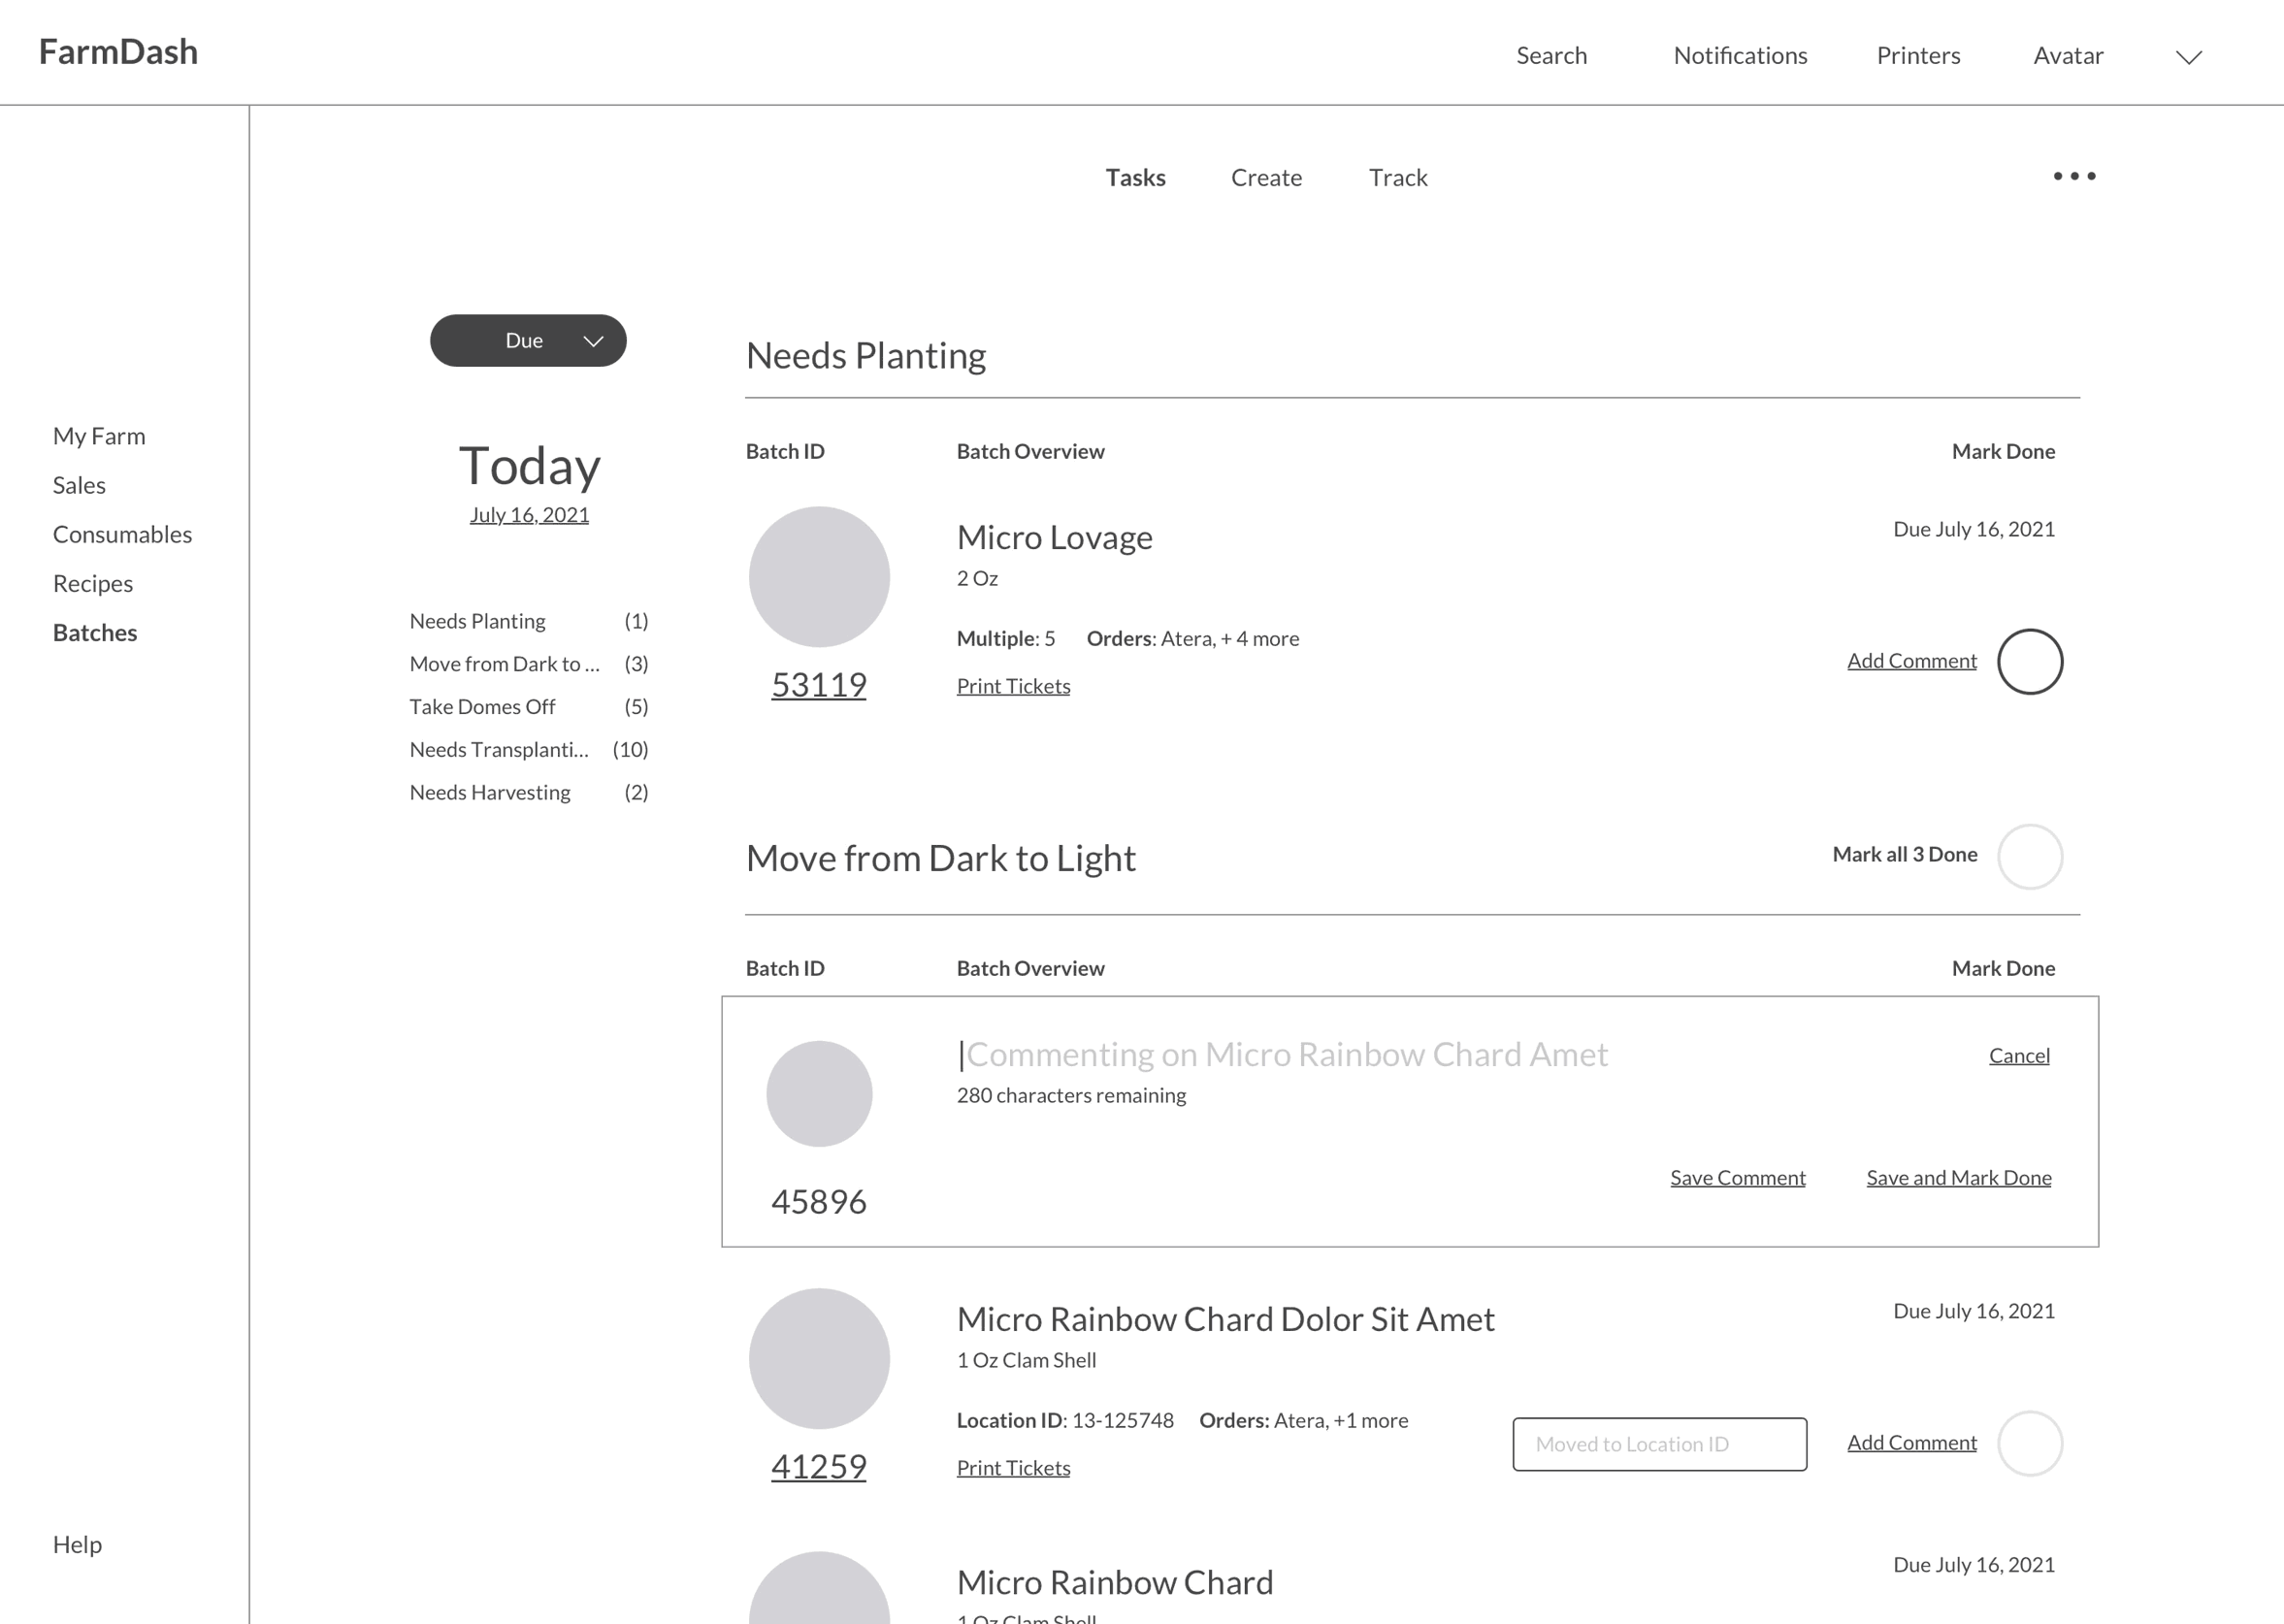 FarmDash
Search Notifications Printers Avatar
Tasks Create Track
My Farm
Sales
Consumables
Recipes
Batches
Help
Due
Today
July 16, 2021
Needs Planting (1)
Move from Dark to ... (3)
Take Domes Off (5)
Needs Transplanti... (10)
Needs Harvesting (2)
Needs Planting
Batch ID Batch Overview Mark Done
Micro Lovage Due July 16, 2021
2 Oz
Multiple: 5 Orders: Atera, + 4 more
Add Comment
53119 Print Tickets
Move from Dark to Light Mark all 3 Done
Batch ID Batch Overview Mark Done
Commenting on Micro Rainbow Chard Amet Cancel
280 characters remaining
Save Comment Save and Mark Done
45896
Micro Rainbow Chard Dolor Sit Amet Due July 16, 2021
1 Oz Clam Shell
Location ID: 13-125748 Orders: Atera, +1 more
Moved to Location ID Add Comment
41259 Print Tickets
Micro Rainbow Chard Due July 16, 2021
1 Oz Clam Shell